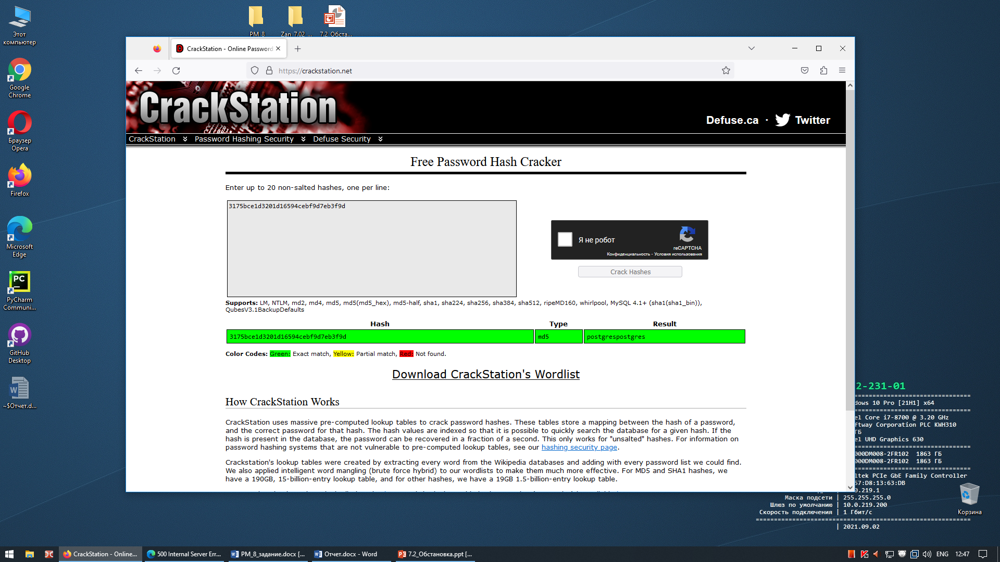 Этот
компьютер
Google
Chrome
Браузер
Opera
Firefox
Microsoft
Edge
PC
PyCharm
Communi...
GitHub
Desktop
~$Отчет.d...
PM_8
Zan_7.02_...
7.2_Обста...
CrackStation - Online Password
https://crackstation.net
CrackStation
Defuse.ca · Twitter
CrackStation
Password Hashing Security
Defuse Security
Free Password Hash Cracker
Enter up to 20 non-salted hashes, one per line:
3175bce1d3201d16594cebf9d7eb3f9d
Я не робот
reCAPTCHA
Конфиденциальность - Условия использования
Crack Hashes
Supports: LM, NTLM, md2, md4, md5, md5(md5_hex), md5-half, sha1, sha224, sha256, sha384, sha512, ripeMD160, whirlpool, MySQL 4.1+ (sha1(sha1_bin)),
QubesV3.1BackupDefaults
Hash Type Result
3175bce1d3201d16594cebf9d7eb3f9d md5 postgrespostgres
Color Codes: Green: Exact match, Yellow: Partial match, Red: Not found.
Download CrackStation's Wordlist
How CrackStation Works
CrackStation uses massive pre-computed lookup tables to crack password hashes. These tables store a mapping between the hash of a password,
and the correct password for that hash. The hash values are indexed so that it is possible to quickly search the database for a given hash. If the
hash is present in the database, the password can be recovered in a fraction of a second. This only works for "unsalted" hashes. For information on
password hashing systems that are not vulnerable to pre-computed lookup tables, see our hashing security page.
Crackstation's lookup tables were created by extracting every word from the Wikipedia databases and adding with every password list we could find.
We also applied intelligent word mangling (brute force hybrid) to our wordlists to make them much more effective. For MD5 and SHA1 hashes, we
have a 190GB, 15-billion-entry lookup table, and for other hashes, we have a 19GB 1.5-billion-entry lookup table.
2-231-01
dows 10 Pro [21H1] x64
el Core i7-8700 @ 3.20 GHz
ftway Corporation PLC KWH310
ГБ
el UHD Graphics 630
000DM008-2FR102 1863 ГБ
000DM008-2FR102 1863 ГБ
ltek PCIe GbE Family Controller
57:D8:13:63:DB
0.219.1
Маска подсети | 255.255.255.0
Шлюз по умолчанию | 10.0.219.200
Скорость подключения | 1 Гбит/с
| 2021.09.02
Корзина
CrackStation - Online...
500 Internal Server Err...
PM_8_задание.docx [...
Отчет.docx - Word
7.2_Обстановка.ppt [...
ENG
12:47